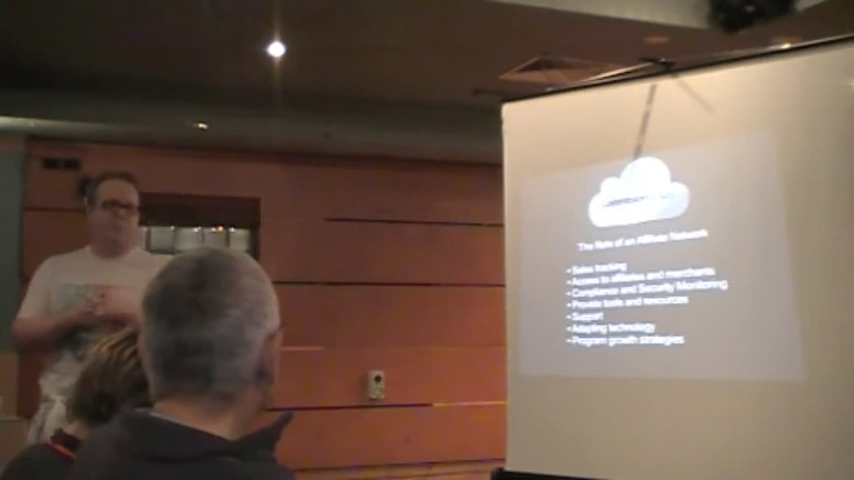 The Role of an Affiliate Network
• Sales tracking
• Access to affiliates and merchants
• Compliance and Security Monitoring
• Provide tools and resources
• Support
• Adapting technology
• Program growth strategies